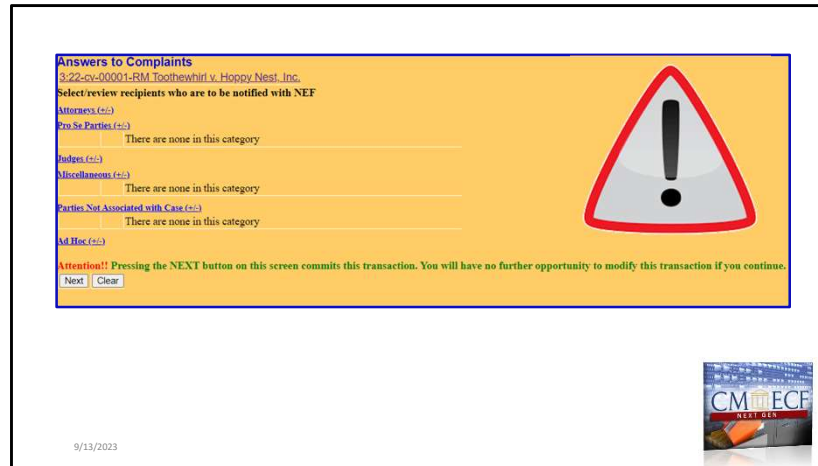 Answers to Complaints
3:22-cv-00001-RM Toothewhirl v. Hoppy Nest, Inc.
Select/review recipients who are to be notified with NEF
Attorneys (+/-)
Pro Se Parties (+/-)
There are none in this category
Judges (+/-)
Miscellaneous (+/-)
There are none in this category
Parties Not Associated with Case (+/-)
There are none in this category
Ad Hoc (+/-)
Attention!! Pressing the NEXT button on this screen commits this transaction. You will have no further opportunity to modify this transaction if you continue.
Next Clear
CM ECF
NEXT GEN
9/13/2023